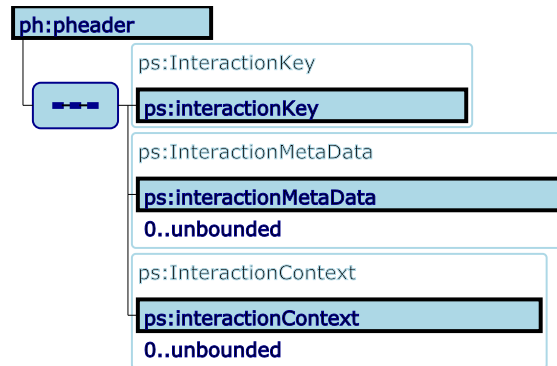 ph:pheader
ps:InteractionKey
ps:interactionKey
ps:InteractionMetaData
ps:interactionMetaData
0..unbounded
ps:InteractionContext
ps:interactionContext
0..unbounded